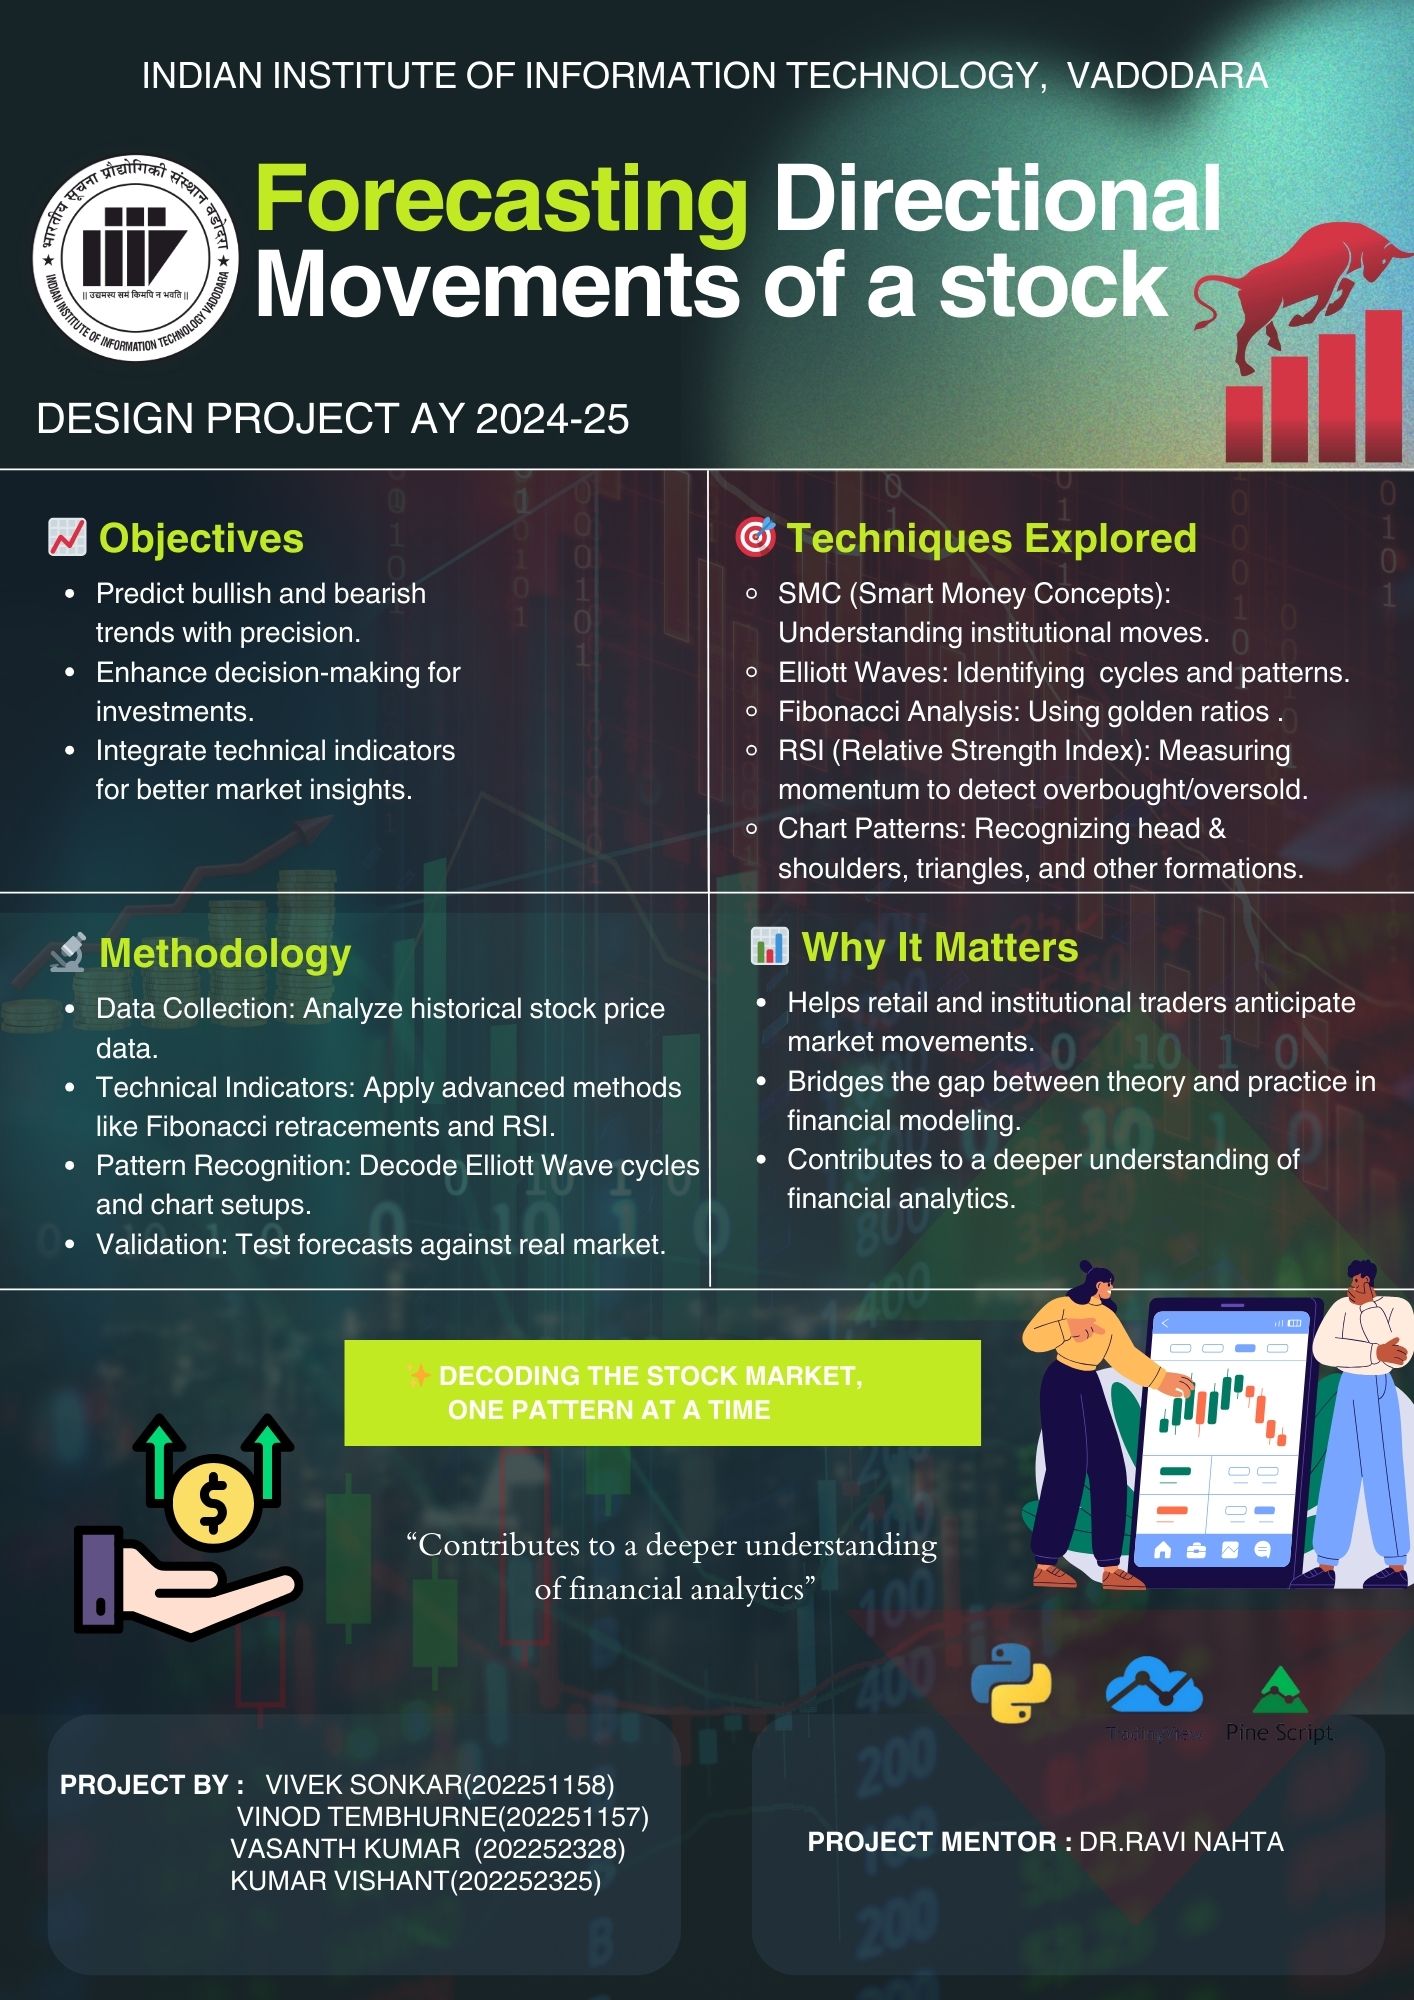 INDIAN INSTITUTE OF INFORMATION TECHNOLOGY, VADODARA
भारतीय सूचना प्रौद्योगिकी संस्थान वडोदरा
|| उद्यमस्य समं किमपि न भवति ||
INDIAN INSTITUTE OF INFORMATION TECHNOLOGY VADODARA
Forecasting Directional
Movements of a stock
DESIGN PROJECT AY 2024-25
Objectives
• Predict bullish and bearish
trends with precision.
• Enhance decision-making for
investments.
• Integrate technical indicators
for better market insights.
Techniques Explored
◦ SMC (Smart Money Concepts):
Understanding institutional moves.
◦ Elliott Waves: Identifying cycles and patterns.
◦ Fibonacci Analysis: Using golden ratios .
◦ RSI (Relative Strength Index): Measuring
momentum to detect overbought/oversold.
◦ Chart Patterns: Recognizing head &
shoulders, triangles, and other formations.
Methodology
• Data Collection: Analyze historical stock price
data.
• Technical Indicators: Apply advanced methods
like Fibonacci retracements and RSI.
• Pattern Recognition: Decode Elliott Wave cycles
and chart setups.
• Validation: Test forecasts against real market.
Why It Matters
• Helps retail and institutional traders anticipate
market movements.
• Bridges the gap between theory and practice in
financial modeling.
• Contributes to a deeper understanding of
financial analytics.
✨ DECODING THE STOCK MARKET,
ONE PATTERN AT A TIME
“Contributes to a deeper understanding
of financial analytics”
TradingView
Pine Script
PROJECT BY : VIVEK SONKAR(202251158)
VINOD TEMBHURNE(202251157)
VASANTH KUMAR (202252328)
KUMAR VISHANT(202252325)
PROJECT MENTOR : DR.RAVI NAHTA